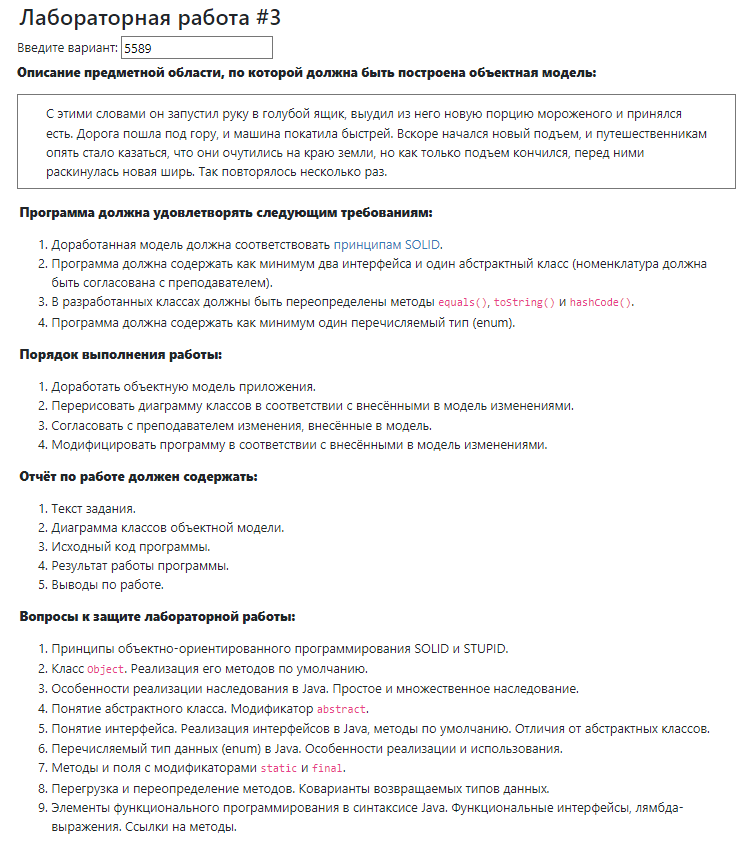 Лабораторная работа #3
Введите вариант: 5589
Описание предметной области, по которой должна быть построена объектная модель:
С этими словами он запустил руку в голубой ящик, выудил из него новую порцию мороженого и принялся
есть. Дорога пошла под гору, и машина покатила быстрей. Вскоре начался новый подъем, и путешественникам
опять стало казаться, что они очутились на краю земли, но как только подъем кончился, перед ними
раскинулась новая ширь. Так повторялось несколько раз.
Программа должна удовлетворять следующим требованиям:
1. Доработанная модель должна соответствовать принципам SOLID.
2. Программа должна содержать как минимум два интерфейса и один абстрактный класс (номенклатура должна
быть согласована с преподавателем).
3. В разработанных классах должны быть переопределены методы equals(), toString() и hashCode().
4. Программа должна содержать как минимум один перечисляемый тип (enum).
Порядок выполнения работы:
1. Доработать объектную модель приложения.
2. Перерисовать диаграмму классов в соответствии с внесёнными в модель изменениями.
3. Согласовать с преподавателем изменения, внесённые в модель.
4. Модифицировать программу в соответствии с внесёнными в модель изменениями.
Отчёт по работе должен содержать:
1. Текст задания.
2. Диаграмма классов объектной модели.
3. Исходный код программы.
4. Результат работы программы.
5. Выводы по работе.
Вопросы к защите лабораторной работы:
1. Принципы объектно-ориентированного программирования SOLID и STUPID.
2. Класс Object. Реализация его методов по умолчанию.
3. Особенности реализации наследования в Java. Простое и множественное наследование.
4. Понятие абстрактного класса. Модификатор abstract.
5. Понятие интерфейса. Реализация интерфейсов в Java, методы по умолчанию. Отличия от абстрактных классов.
6. Перечисляемый тип данных (enum) в Java. Особенности реализации и использования.
7. Методы и поля с модификаторами static и final.
8. Перегрузка и переопределение методов. Коварианты возвращаемых типов данных.
9. Элементы функционального программирования в синтаксисе Java. Функциональные интерфейсы, лямбда-
выражения. Ссылки на методы.